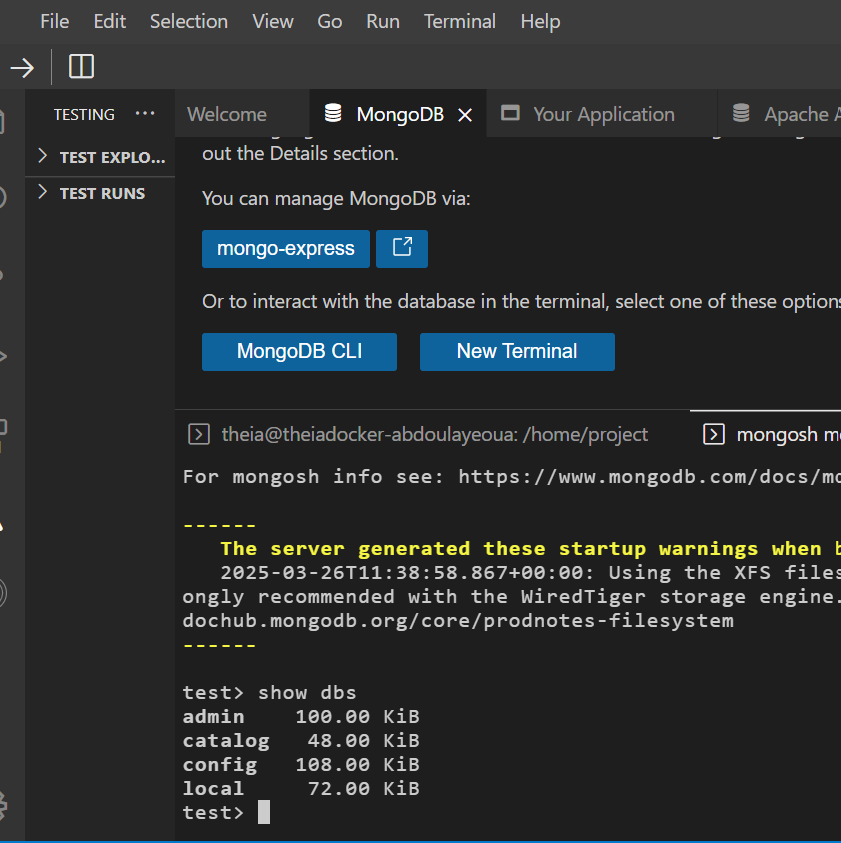 File Edit Selection View Go Run Terminal Help
TESTING ...
Welcome
MongoDB
Your Application
Apache
TEST EXPLO...
TEST RUNS
out the Details section.
You can manage MongoDB via:
mongo-express
Or to interact with the database in the terminal, select one of these options
MongoDB CLI
New Terminal
theia@theiadocker-abdoulayeoua: /home/project
mongosh
For mongosh info see: https://www.mongodb.com/docs/mo
------
The server generated these startup warnings when
2025-03-26T11:38:58.867+00:00: Using the XFS files
ongly recommended with the WiredTiger storage engine.
dochub.mongodb.org/core/prodnotes-filesystem
------
test> show dbs
admin 100.00 KiB
catalog 48.00 KiB
config 108.00 KiB
local 72.00 KiB
test>